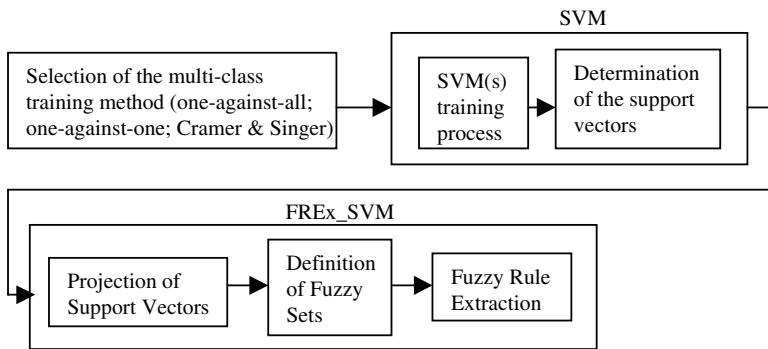 SVM
Selection of the multi-class
training method (one-against-all;
one-against-one; Cramer & Singer)
SVM(s)
training
process
Determination
of the support
vectors
FREx_SVM
Projection of
Support Vectors
Definition
of Fuzzy
Sets
Fuzzy Rule
Extraction